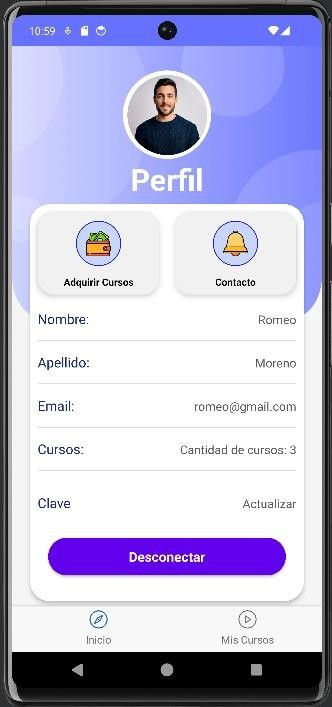 10:59
Perfil
Adquirir Cursos
Contacto
Nombre: Romeo
Apellido: Moreno
Email: romeo@gmail.com
Cursos: Cantidad de cursos: 3
Clave Actualizar
Desconectar
Inicio
Mis Cursos